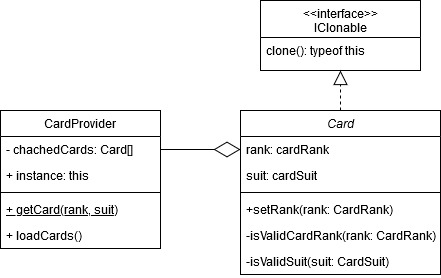 <<interface>>
IClonable
clone(): typeof this
CardProvider
- chachedCards: Card[]
+ instance: this
+ getCard(rank, suit)
+ loadCards()
Card
rank: cardRank
suit: cardSuit
+setRank(rank: CardRank)
-isValidCardRank(rank: CardRank)
-isValidSuit(suit: CardSuit)